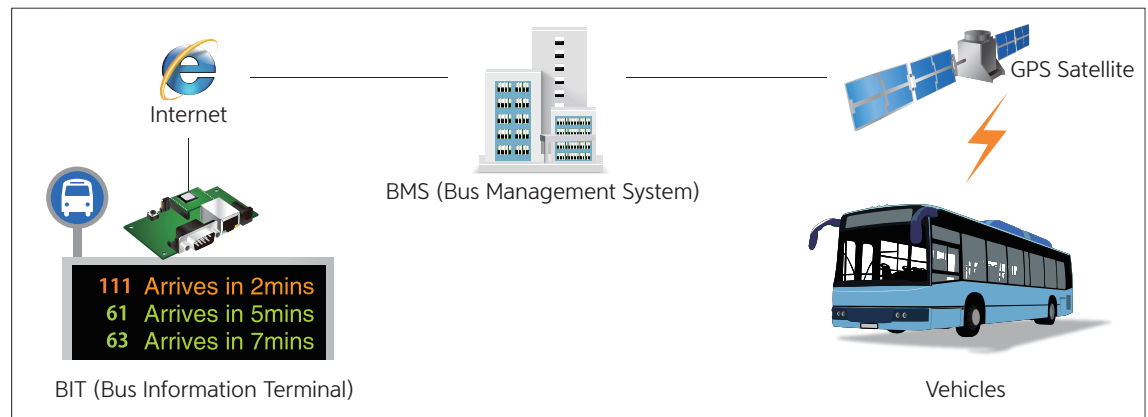 Internet
GPS Satellite
BMS (Bus Management System)
111 Arrives in 2mins
61 Arrives in 5mins
63 Arrives in 7mins
BIT (Bus Information Terminal)
Vehicles